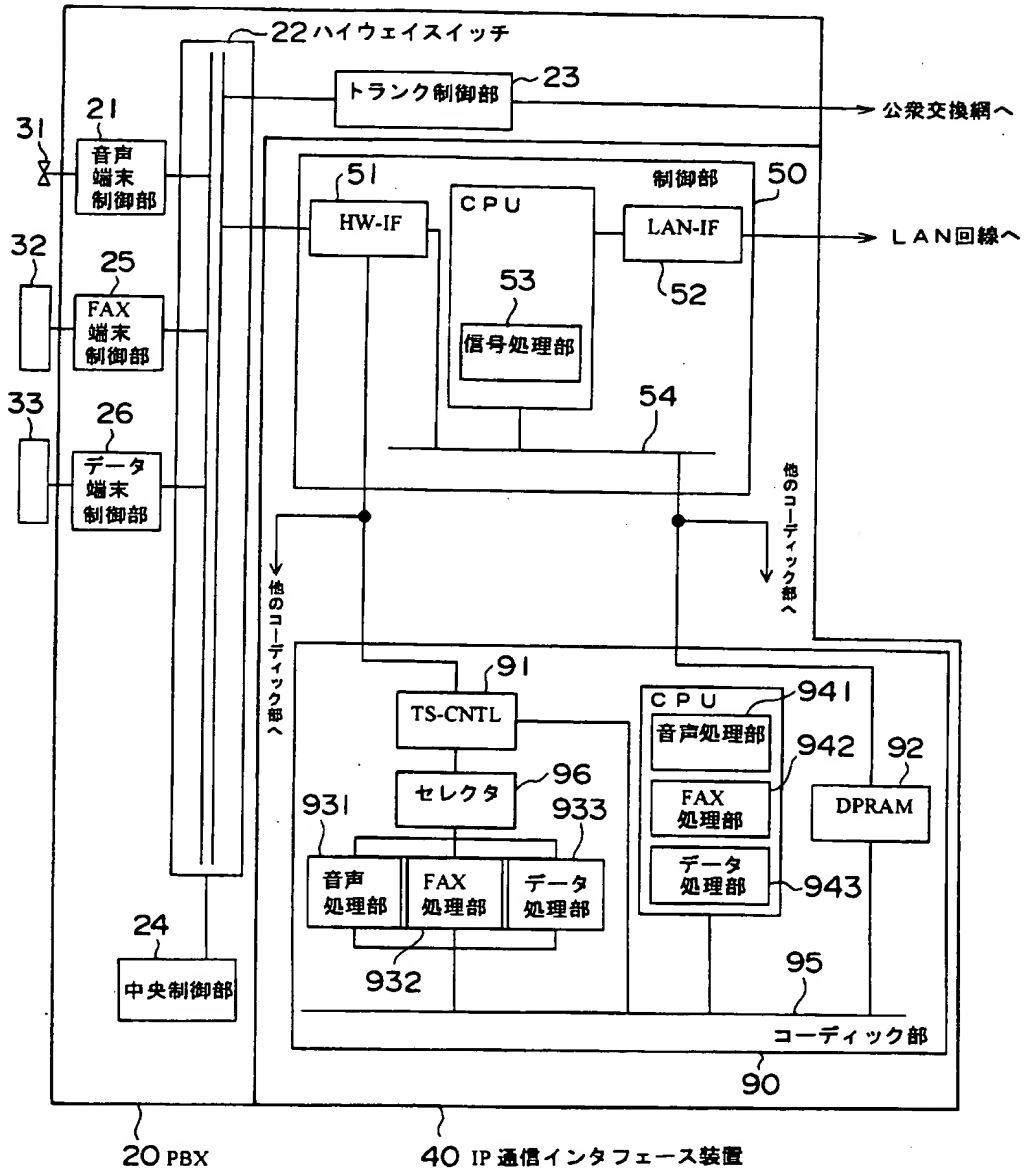 22 ハイウェイスイッチ
23
トランク制御部
公衆交換網へ
21
31
音声
端末
制御部
51
HW-IF
CPU
制御部
50
LAN-IF
LAN回線へ
52
32
25
FAX
端末
制御部
53
信号処理部
33
26
データ
端末
制御部
54
他のコーディック部へ
他のコーディック部へ
91
TS-CNTL
CPU
941
音声処理部
942
FAX
処理部
データ
処理部
943
92
DPRAM
96
セレクタ
931
933
音声
処理部
FAX
処理部
データ
処理部
932
24
中央制御部
95
コーディック部
90
20 PBX
40 IP通信インタフェース装置